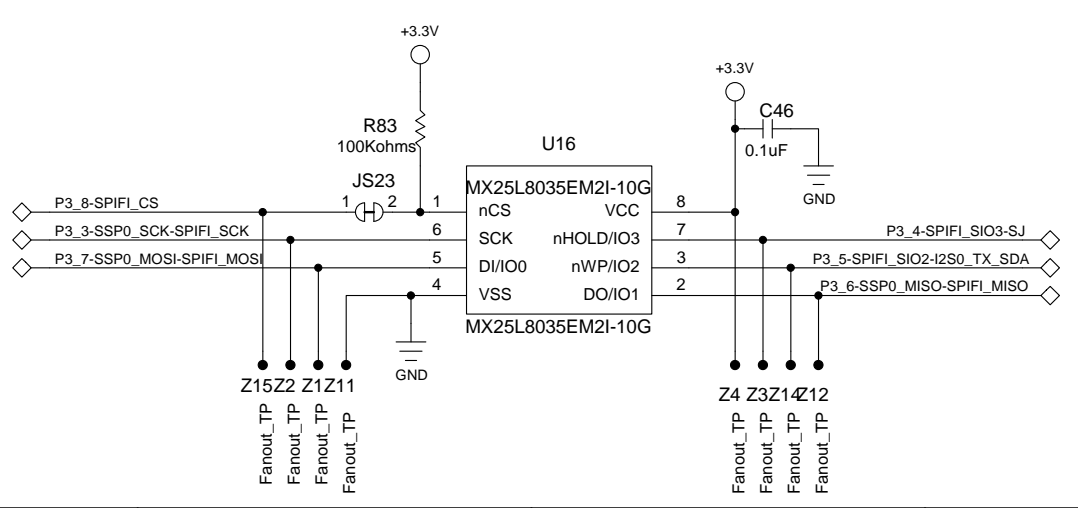 +3.3V
+3.3V
R83
100Kohms
C46
0.1uF
GND
U16
MX25L8035EM2I-10G
JS23
1 2
P3_8-SPIFI_CS
1 nCS VCC 8
P3_3-SSP0_SCK-SPIFI_SCK
6 SCK nHOLD/IO3 7
P3_4-SPIFI_SIO3-SJ
P3_7-SSP0_MOSI-SPIFI_MOSI
5 DI/IO0 nWP/IO2 3
P3_5-SPIFI_SIO2-I2S0_TX_SDA
4 VSS DO/IO1 2
P3_6-SSP0_MISO-SPIFI_MISO
MX25L8035EM2I-10G
GND
Z15 Z2 Z1 Z11
Z4 Z3 Z14 Z12
Fanout_TP
Fanout_TP
Fanout_TP
Fanout_TP
Fanout_TP
Fanout_TP
Fanout_TP
Fanout_TP